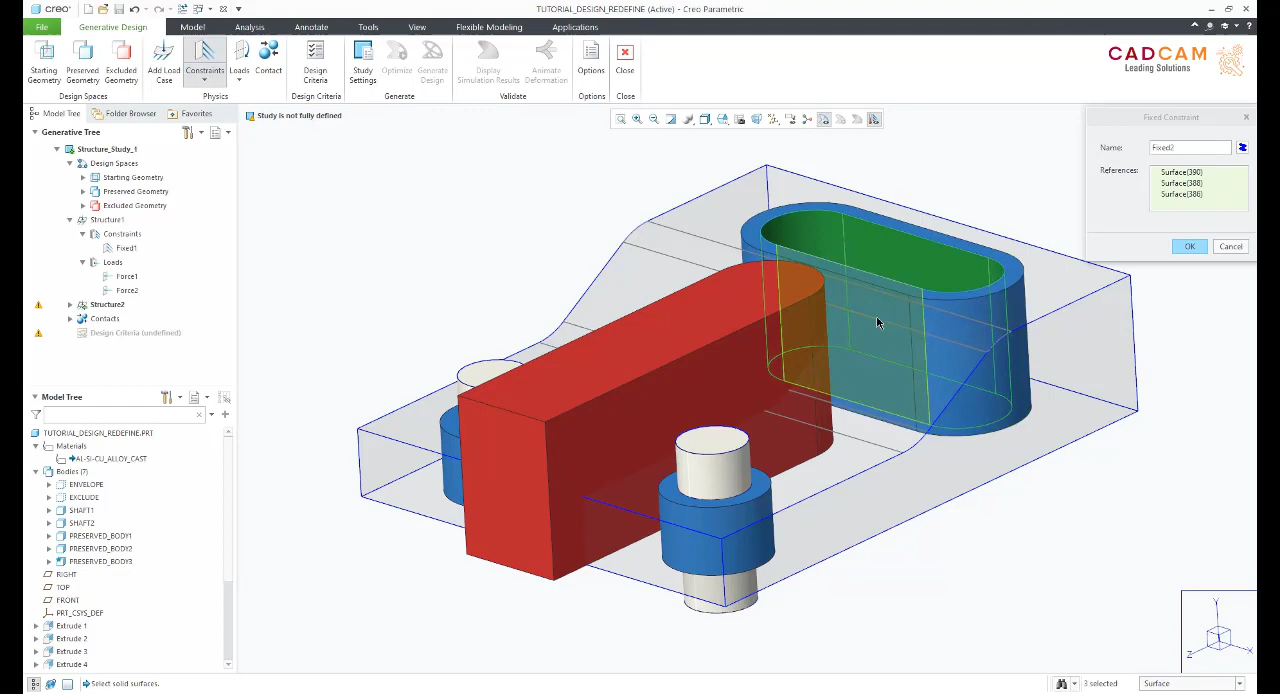 creo
TUTORIAL_DESIGN_REDEFINE (Active) - Creo Parametric
File
Generative Design
Model
Analysis
Annotate
Tools
View
Flexible Modeling
Applications
Starting Geometry
Preserved Geometry
Excluded Geometry
Add Load Case
Constraints
Loads
Contact
Design Criteria
Study Settings
Optimize
Generate Design
Display Simulation Results
Animate Deformation
Options
Close
Design Spaces
Physics
Design Criteria
Generate
Validate
Options
Close
CADCAM
Leading Solutions
Model Tree
Folder Browser
Favorites
Study is not fully defined
Generative Tree
Structure_Study_1
Design Spaces
Starting Geometry
Preserved Geometry
Excluded Geometry
Structure1
Constraints
Fixed1
Loads
Force1
Force2
Structure2
Contacts
Design Criteria (undefined)
Model Tree
TUTORIAL_DESIGN_REDEFINE.PRT
Materials
AL-SI-CU_ALLOY_CAST
Bodies (7)
ENVELOPE
EXCLUDE
SHAFT1
SHAFT2
PRESERVED_BODY1
PRESERVED_BODY2
PRESERVED_BODY3
RIGHT
TOP
FRONT
PRT_CSYS_DEF
Extrude 1
Extrude 2
Extrude 3
Extrude 4
Fixed Constraint
Name:
Fixed2
References:
Surface(390)
Surface(388)
Surface(386)
OK
Cancel
Y
Z
X
Select solid surfaces.
3 selected
Surface